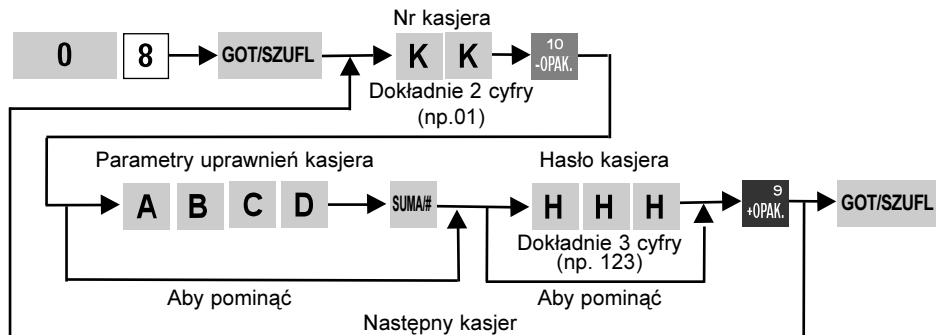 Nr kasjera
0 8 GOT/SZUFL K K 10 -OPAK.
Dokładnie 2 cyfry
(np.01)
Parametry uprawnień kasjera
Hasło kasjera
A B C D SUMA/# H H H 9 +OPAK. GOT/SZUFL
Dokładnie 3 cyfry
(np. 123)
Aby pominąć
Aby pominąć
Następny kasjer